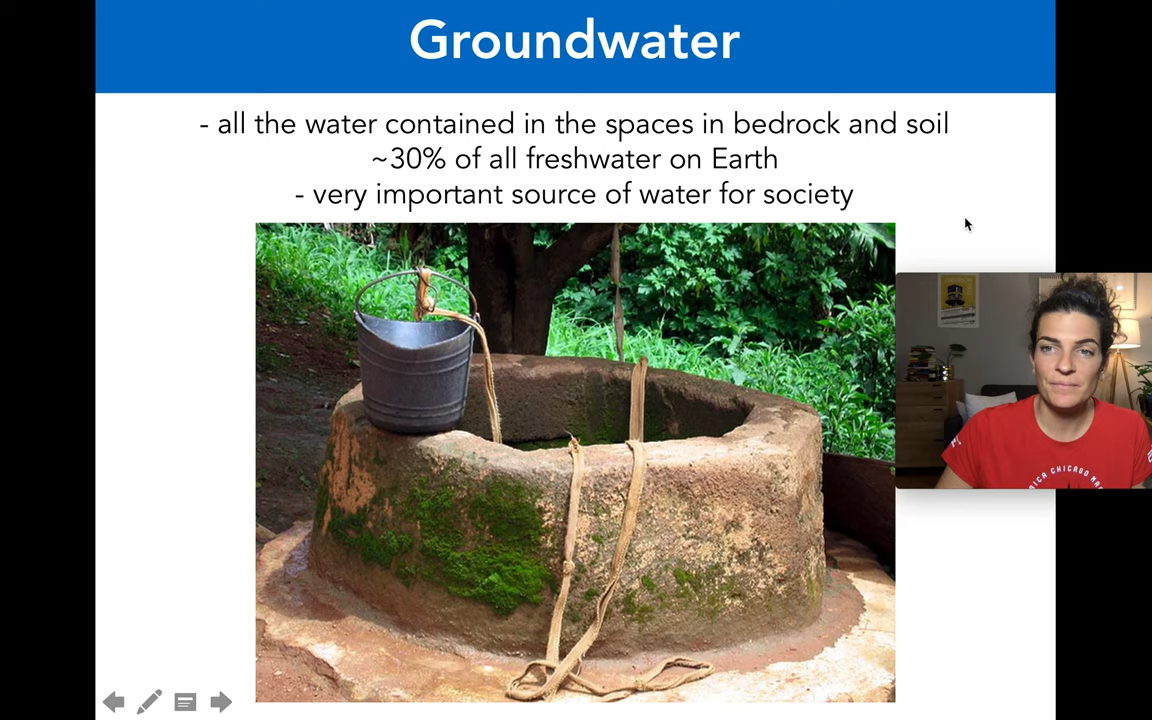 Groundwater
- all the water contained in the spaces in bedrock and soil
~30% of all freshwater on Earth
- very important source of water for society